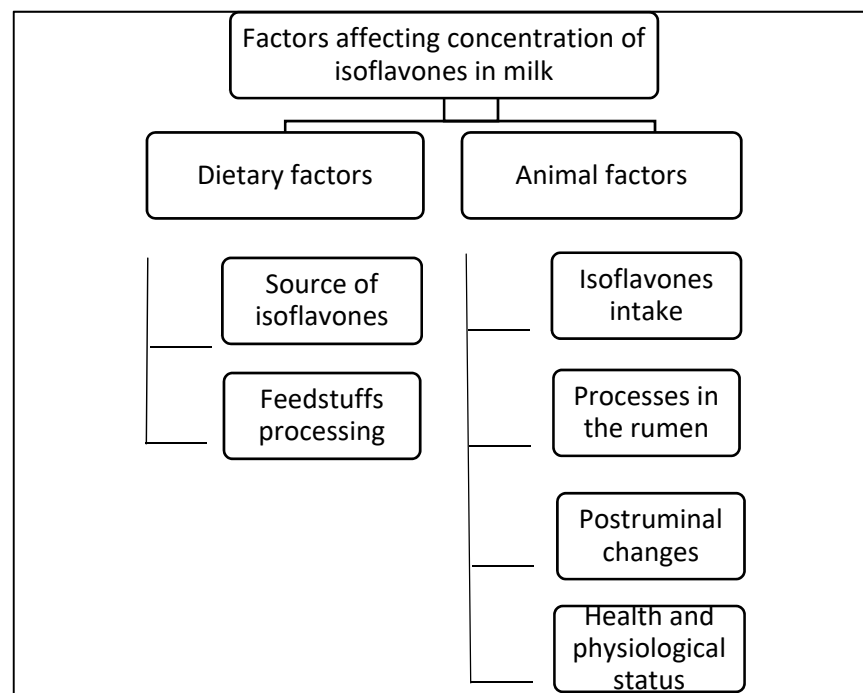 Factors affecting concentration of
isoflavones in milk
Dietary factors
Animal factors
Source of
isoflavones
Feedstuffs
processing
Isoflavones
intake
Processes in
the rumen
Postruminal
changes
Health and
physiological
status